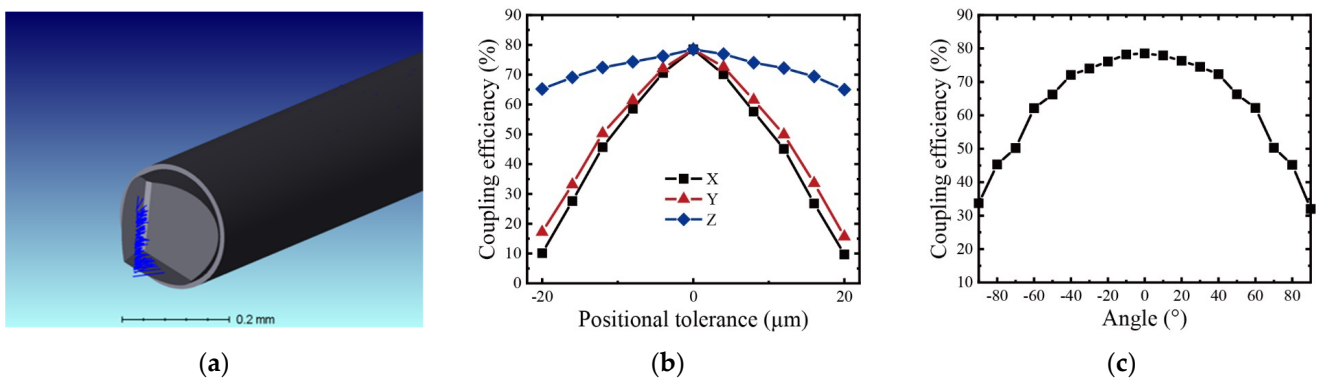 0.2 mm
(a)
90
80
70
60
50
40
30
20
10
0
Coupling efficiency (%)
X
Y
Z
-20
0
20
Positional tolerance (μm)
(b)
90
80
70
60
50
40
30
20
10
Coupling efficiency (%)
-80 -60 -40 -20 0 20 40 60 80
Angle (°)
(c)